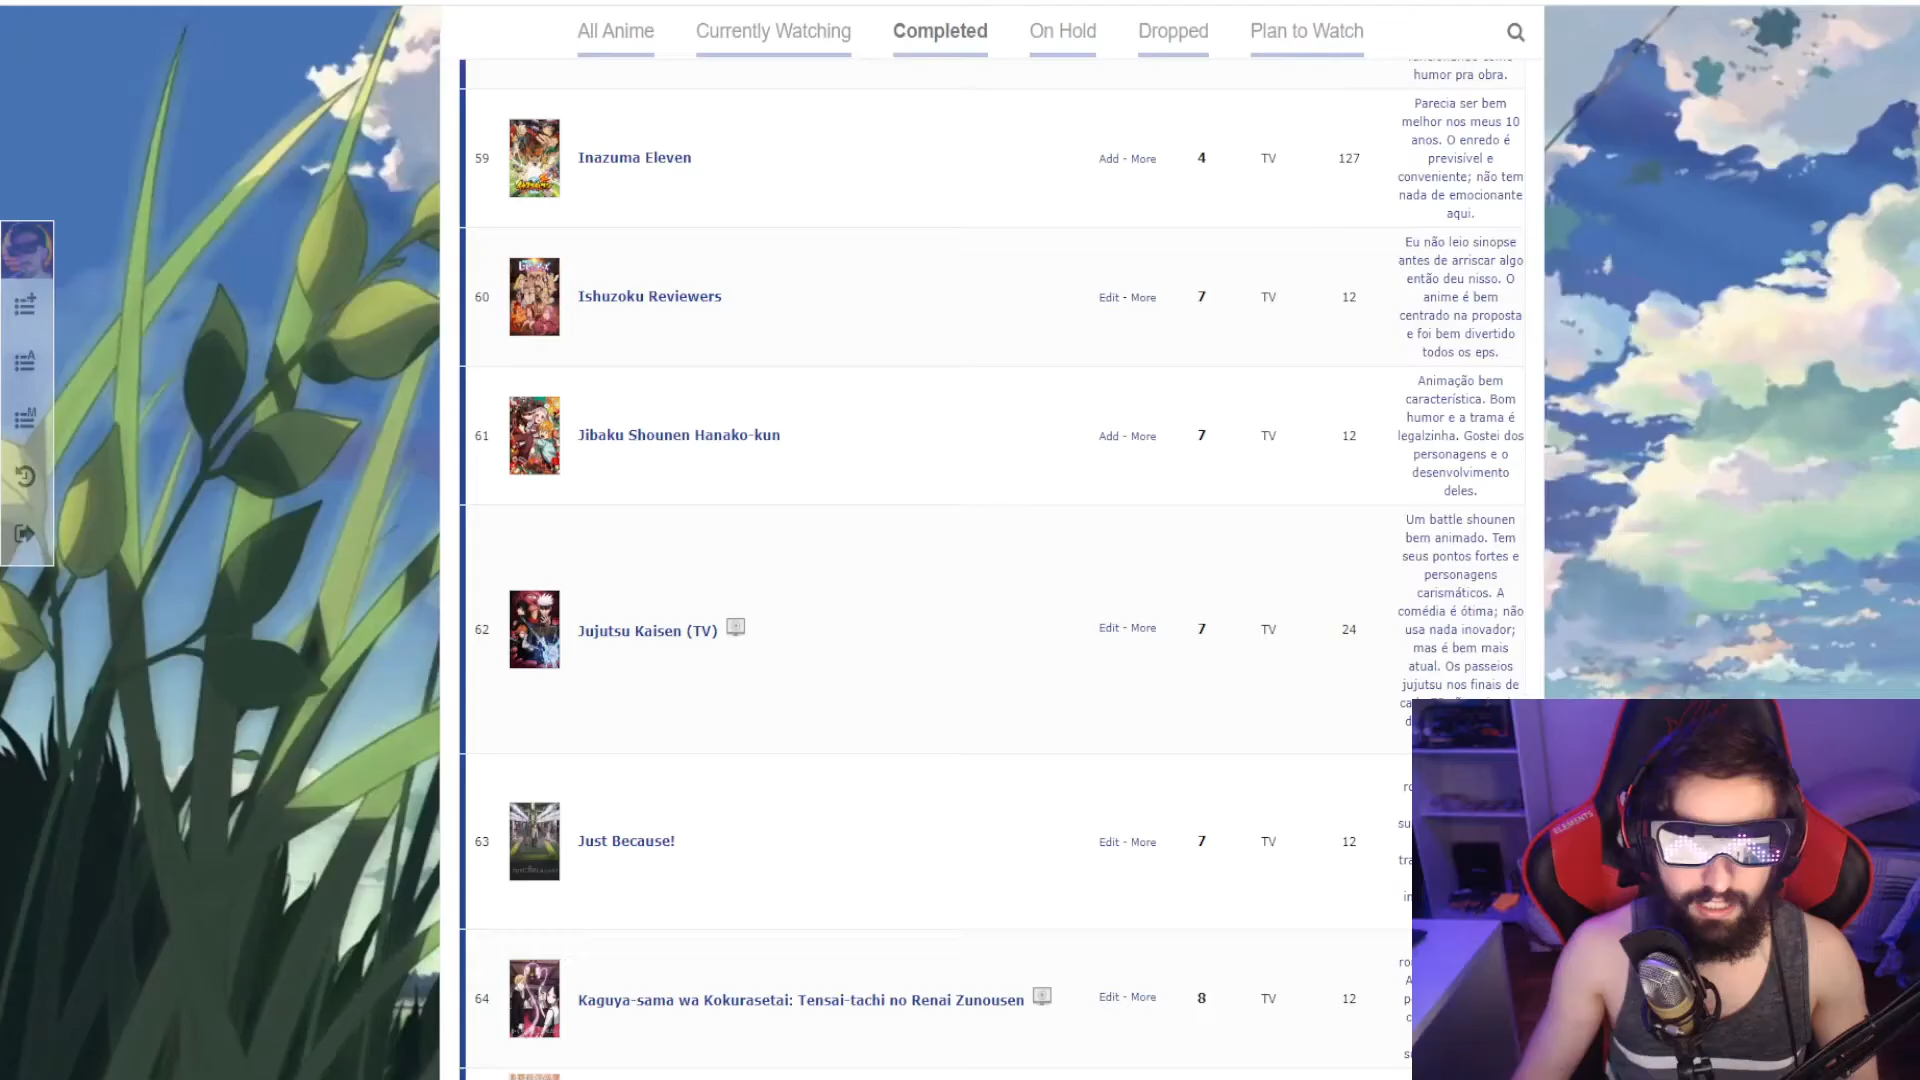 All Anime
Currently Watching
Completed
On Hold
Dropped
Plan to Watch
humor pra obra.
59
Inazuma Eleven
Add - More
4
TV
127
Parecia ser bem
melhor nos meus 10
anos. O enredo é
previsível e
conveniente; não tem
nada de emocionante
aqui.
60
Ishuzoku Reviewers
Edit - More
7
TV
12
Eu não leio sinopse
antes de arriscar algo
então deu nisso. O
anime é bem
centrado na proposta
e foi bem divertido
todos os eps.
61
Jibaku Shounen Hanako-kun
Add - More
7
TV
12
Animação bem
característica. Bom
humor e a trama é
legalzinha. Gostei dos
personagens e o
desenvolvimento
deles.
62
Jujutsu Kaisen (TV)
Edit - More
7
TV
24
Um battle shounen
bem animado. Tem
seus pontos fortes e
personagens
carismáticos. A
comédia é ótima; não
usa nada inovador;
mas é bem mais
atual. Os passeios
jujutsu nos finais de
63
Just Because!
Edit - More
7
TV
12
64
Kaguya-sama wa Kokurasetai: Tensai-tachi no Renai Zunousen
Edit - More
8
TV
12
ELEMENTS